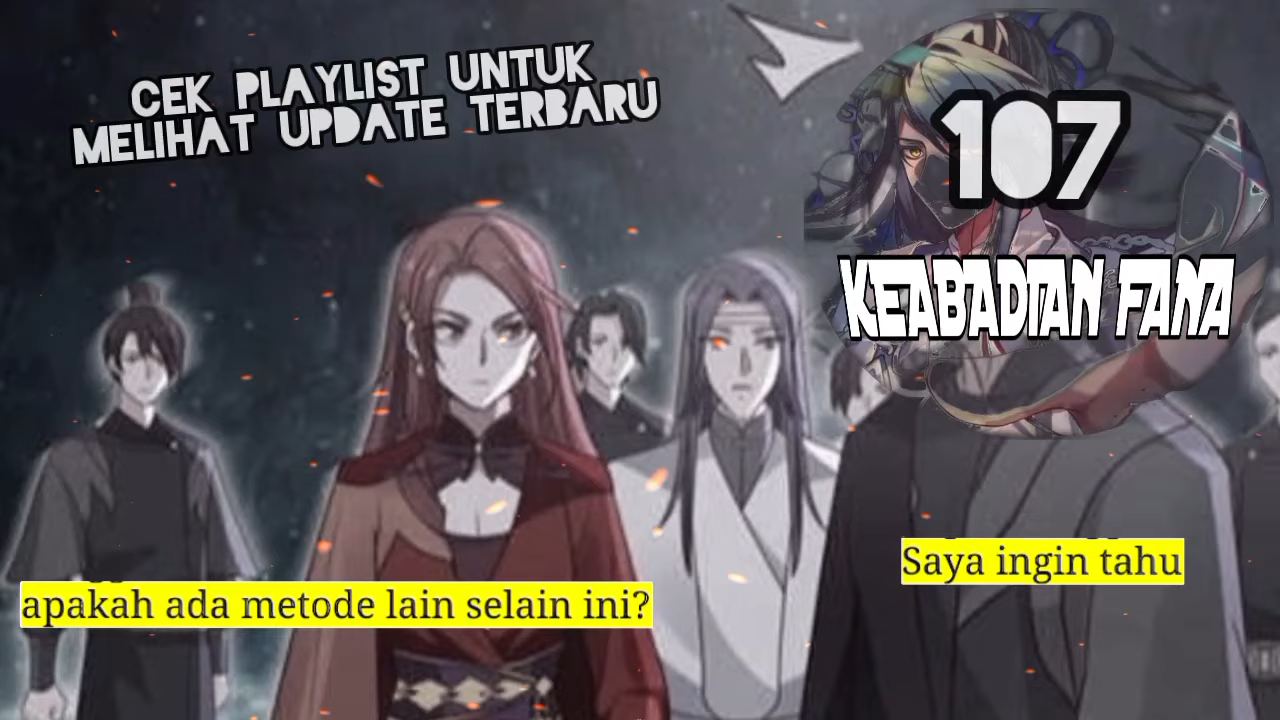 CEK PLAYLIST UNTUK
MELIHAT UPDATE TERBARU
107
KEABADIAN FANA
Saya ingin tahu
apakah ada metode lain selain ini?